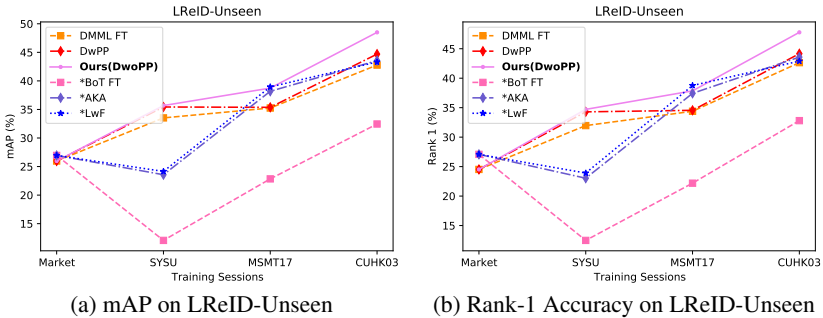 LReID-Unseen
50
45
40
35
30
25
20
15
mAP (%)
DMML FT
DwPP
Ours(DwoPP)
*BoT FT
*AKA
*LwF
Market
SYSU
MSMT17
CUHK03
Training Sessions
(a) mAP on LReID-Unseen
LReID-Unseen
45
40
35
30
25
20
15
Rank 1 (%)
DMML FT
DwPP
Ours(DwoPP)
*BoT FT
*AKA
*LwF
Market
SYSU
MSMT17
CUHK03
Training Sessions
(b) Rank-1 Accuracy on LReID-Unseen